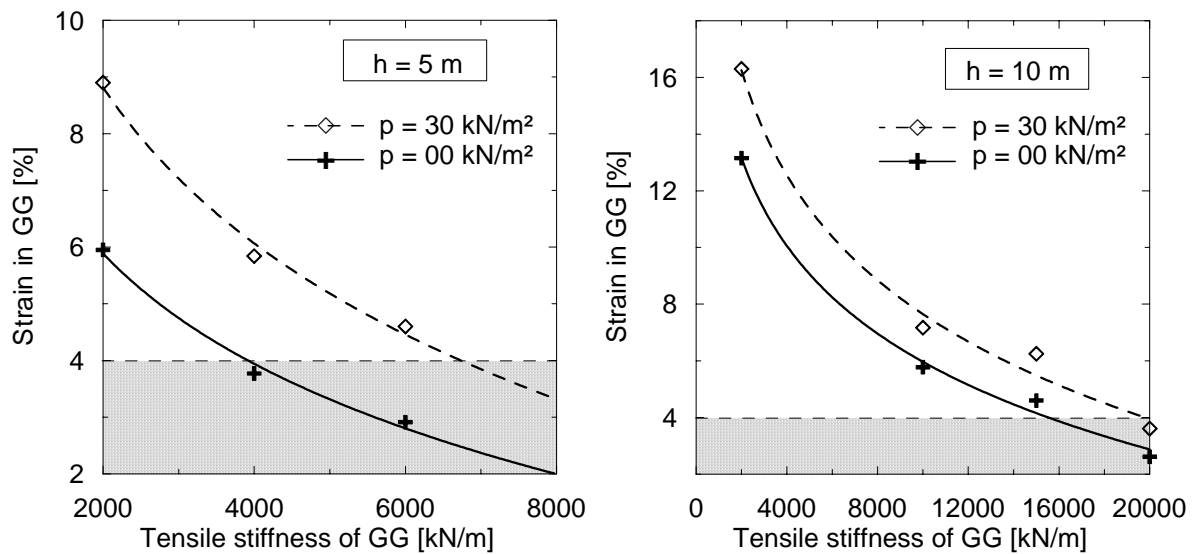 10
8
6
4
2
Strain in GG [%]
h = 5 m
p = 30 kN/m²
p = 00 kN/m²
2000 4000 6000 8000
Tensile stiffness of GG [kN/m]
16
12
8
4
Strain in GG [%]
h = 10 m
p = 30 kN/m²
p = 00 kN/m²
0 4000 8000 12000 16000 20000
Tensile stiffness of GG [kN/m]